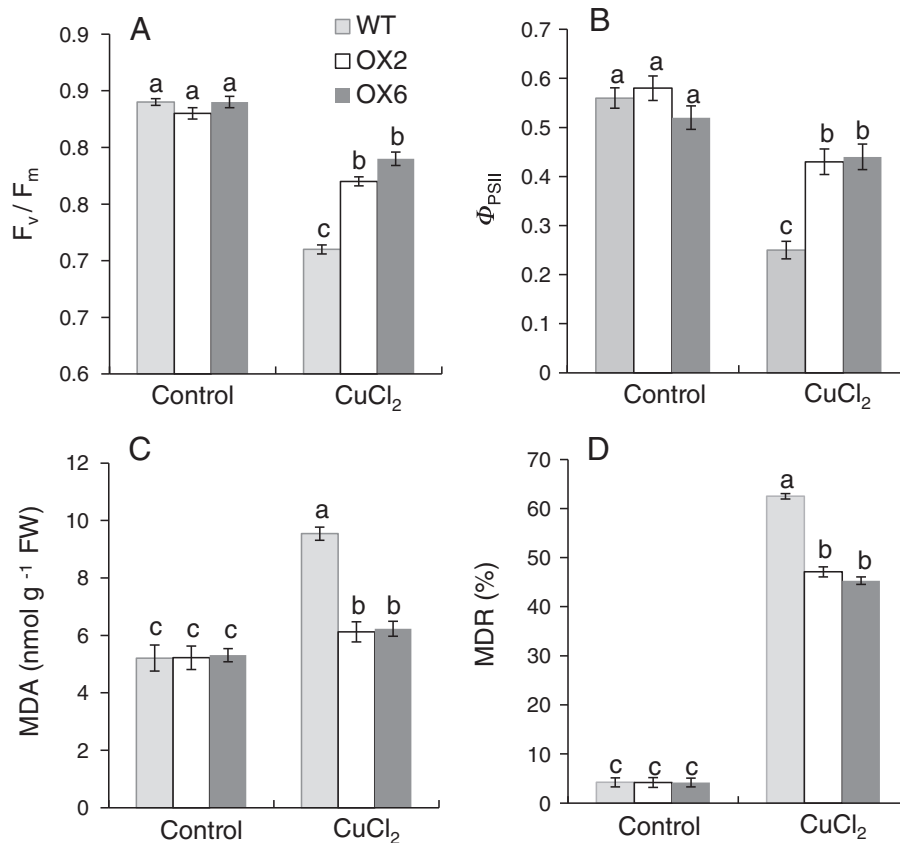 A
WT
OX2
OX6
0.9
0.9
0.8
0.8
0.7
0.7
0.6
Fv / Fm
a a a
c b b
Control CuCl2
B
0.7
0.6
0.5
0.4
0.3
0.2
0.1
0
ΦPSII
a a a
c b b
Control CuCl2
C
12
10
8
6
4
2
0
MDA (nmol g -1 FW)
c c c
a b b
Control CuCl2
D
70
60
50
40
30
20
10
0
MDR (%)
c c c
a b b
Control CuCl2